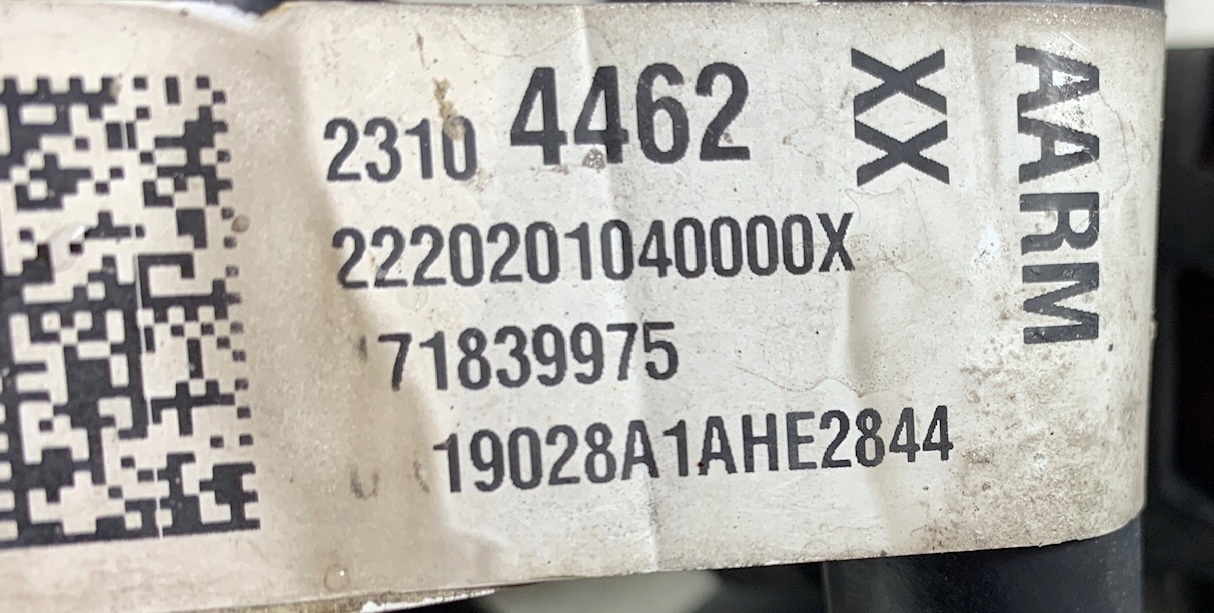 2310 4462
2220201040000X
71839975
19028A1AHE2844
XX
AARM